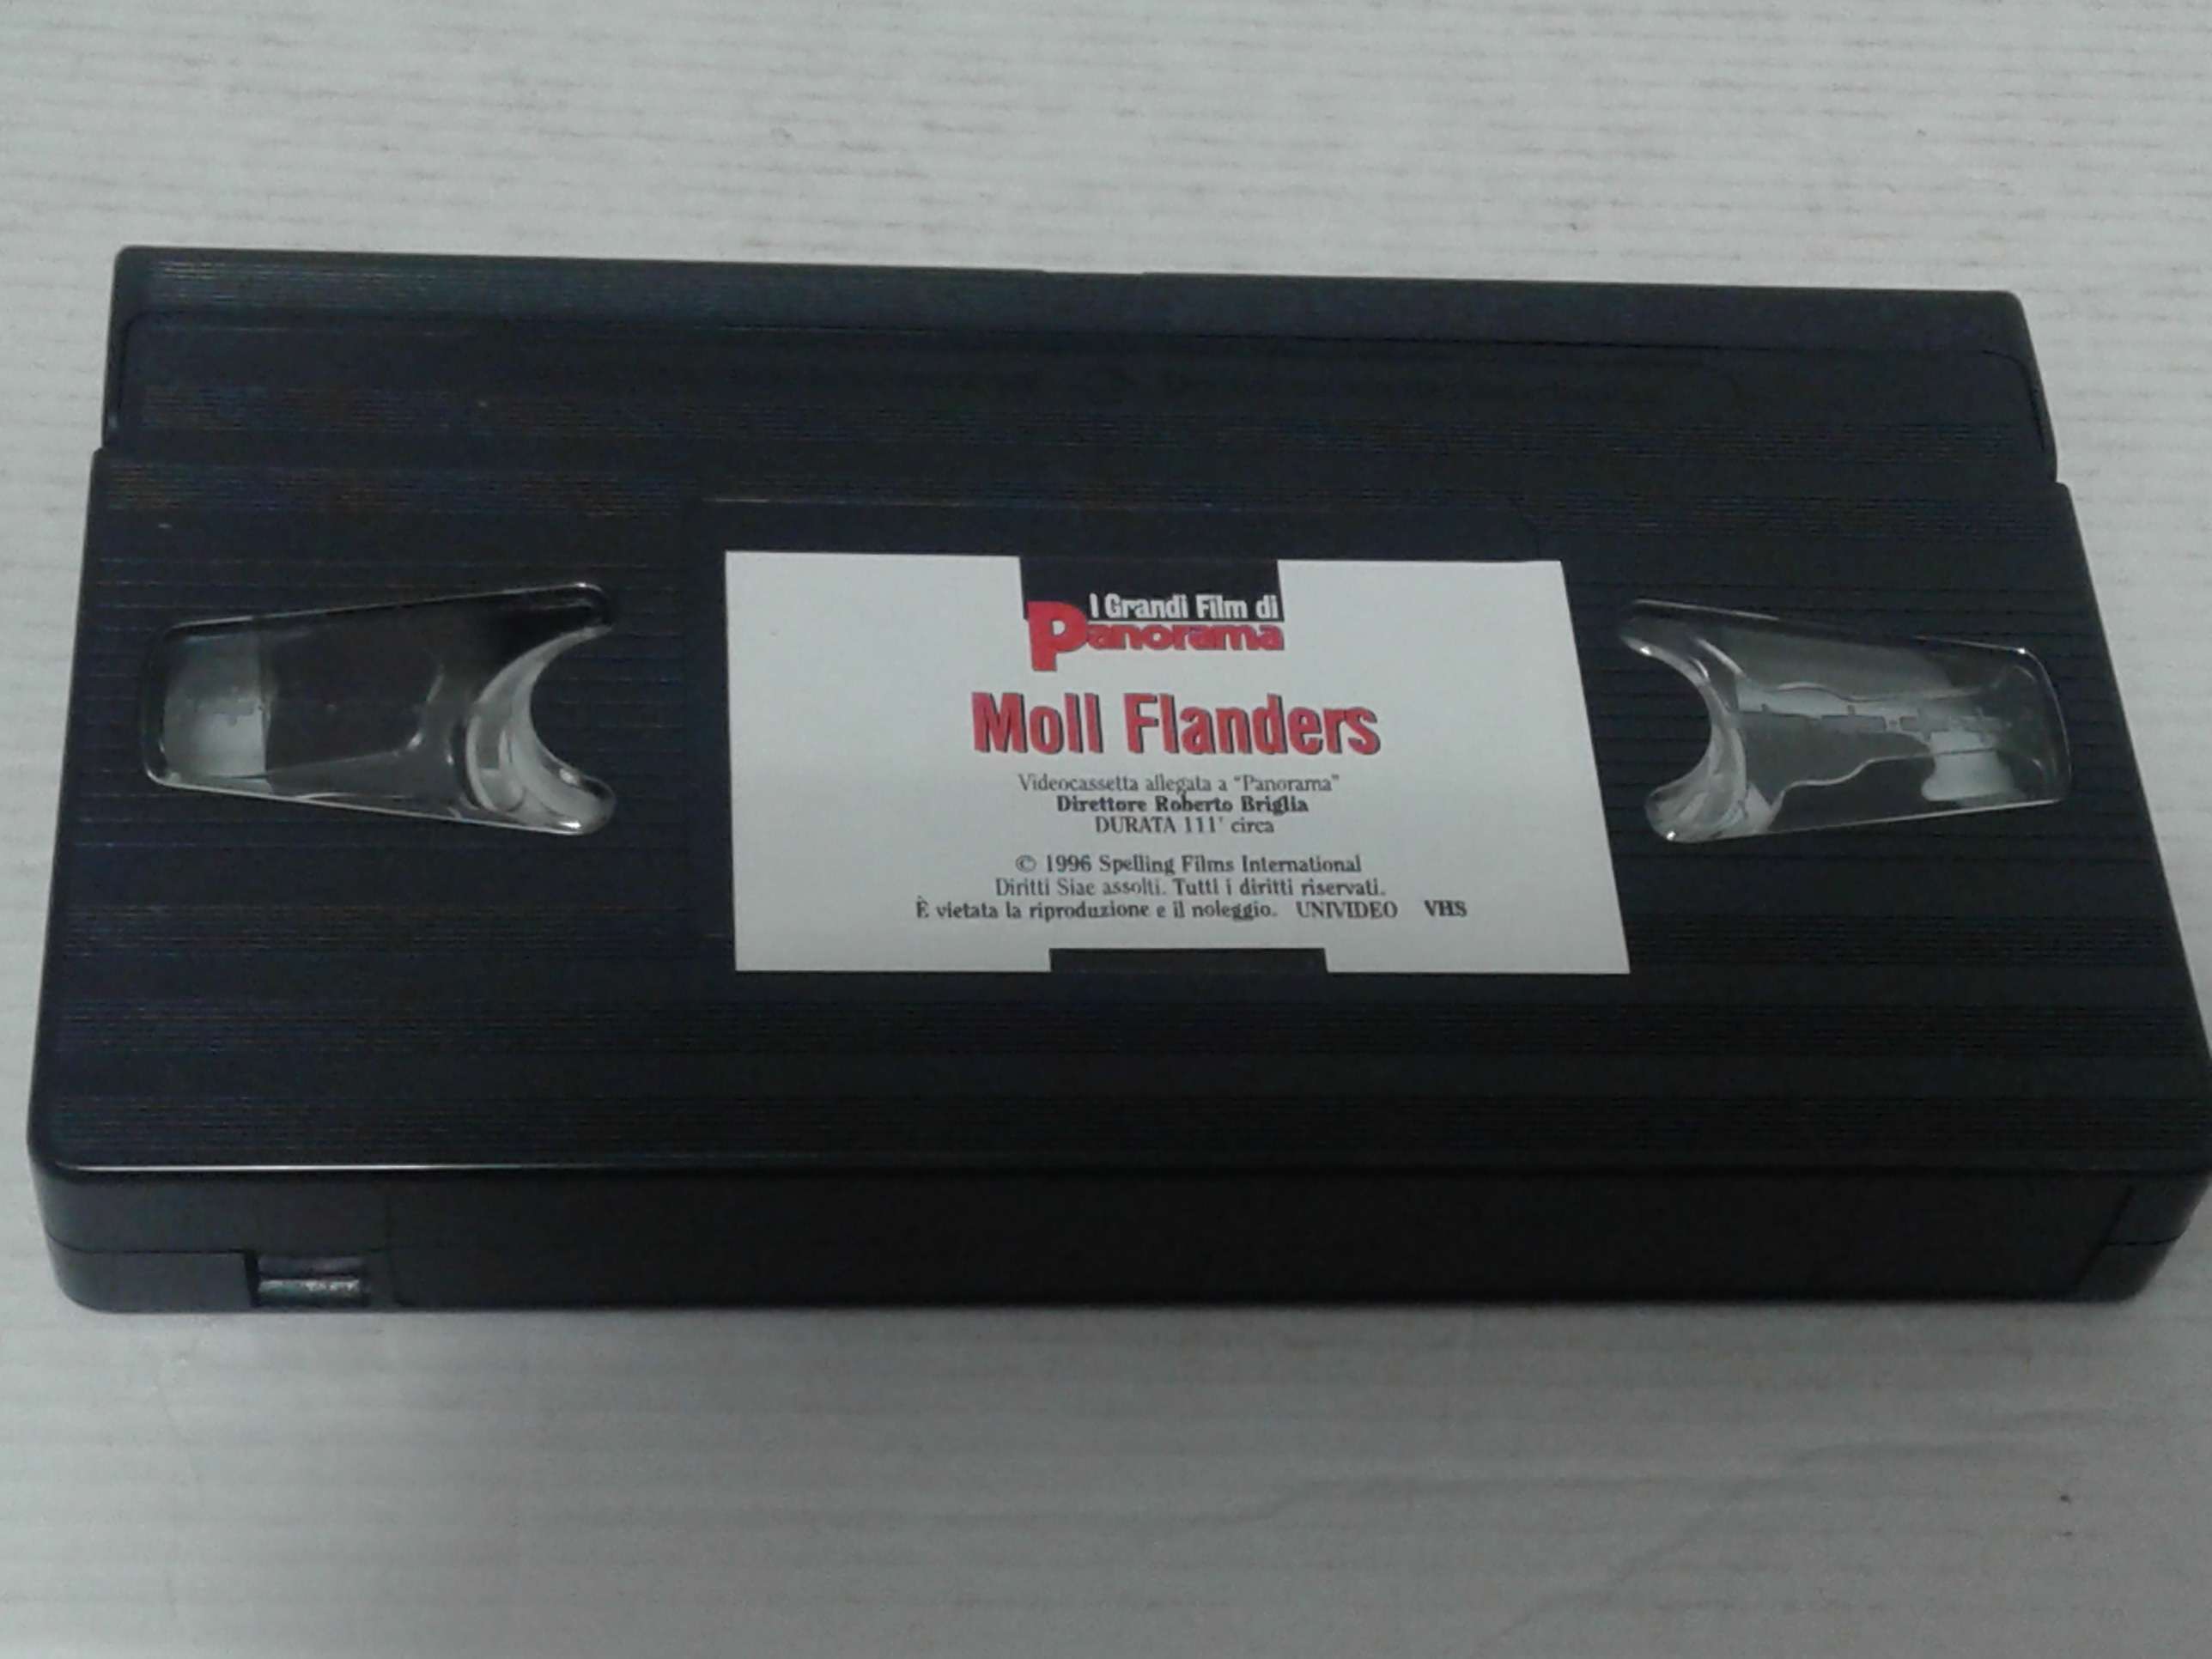 I Grandi Film di
Panorama
Moll Flanders
Videocassetta allegata a "Panorama"
Direttore Roberto Briglia
DURATA 111' circa
© 1996 Spelling Films International
Diritti Siae assolti. Tutti i diritti riservati.
È vietata la riproduzione e il noleggio. UNIVIDEO VHS